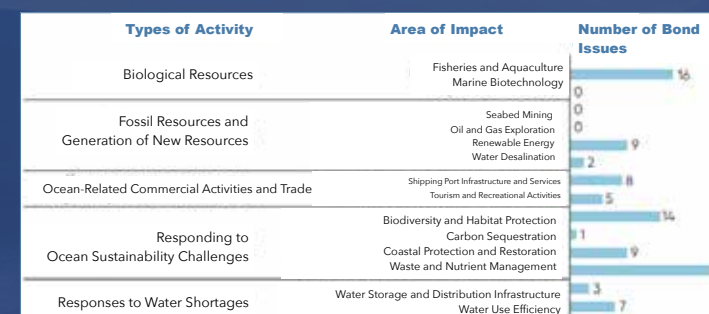 Types of Activity
Area of Impact
Number of Bond
Issues
Biological Resources
Fisheries and Aquaculture
16
Marine Biotechnology
0
Fossil Resources and
Generation of New Resources
Seabed Mining
0
Oil and Gas Exploration
0
Renewable Energy
9
Water Desalination
2
Ocean-Related Commercial Activities and Trade
Shipping Port Infrastructure and Services
8
Tourism and Recreational Activities
5
Responding to
Ocean Sustainability Challenges
Biodiversity and Habitat Protection
14
Carbon Sequestration
1
Coastal Protection and Restoration
9
Waste and Nutrient Management
Responses to Water Shortages
Water Storage and Distribution Infrastructure
3
Water Use Efficiency
7